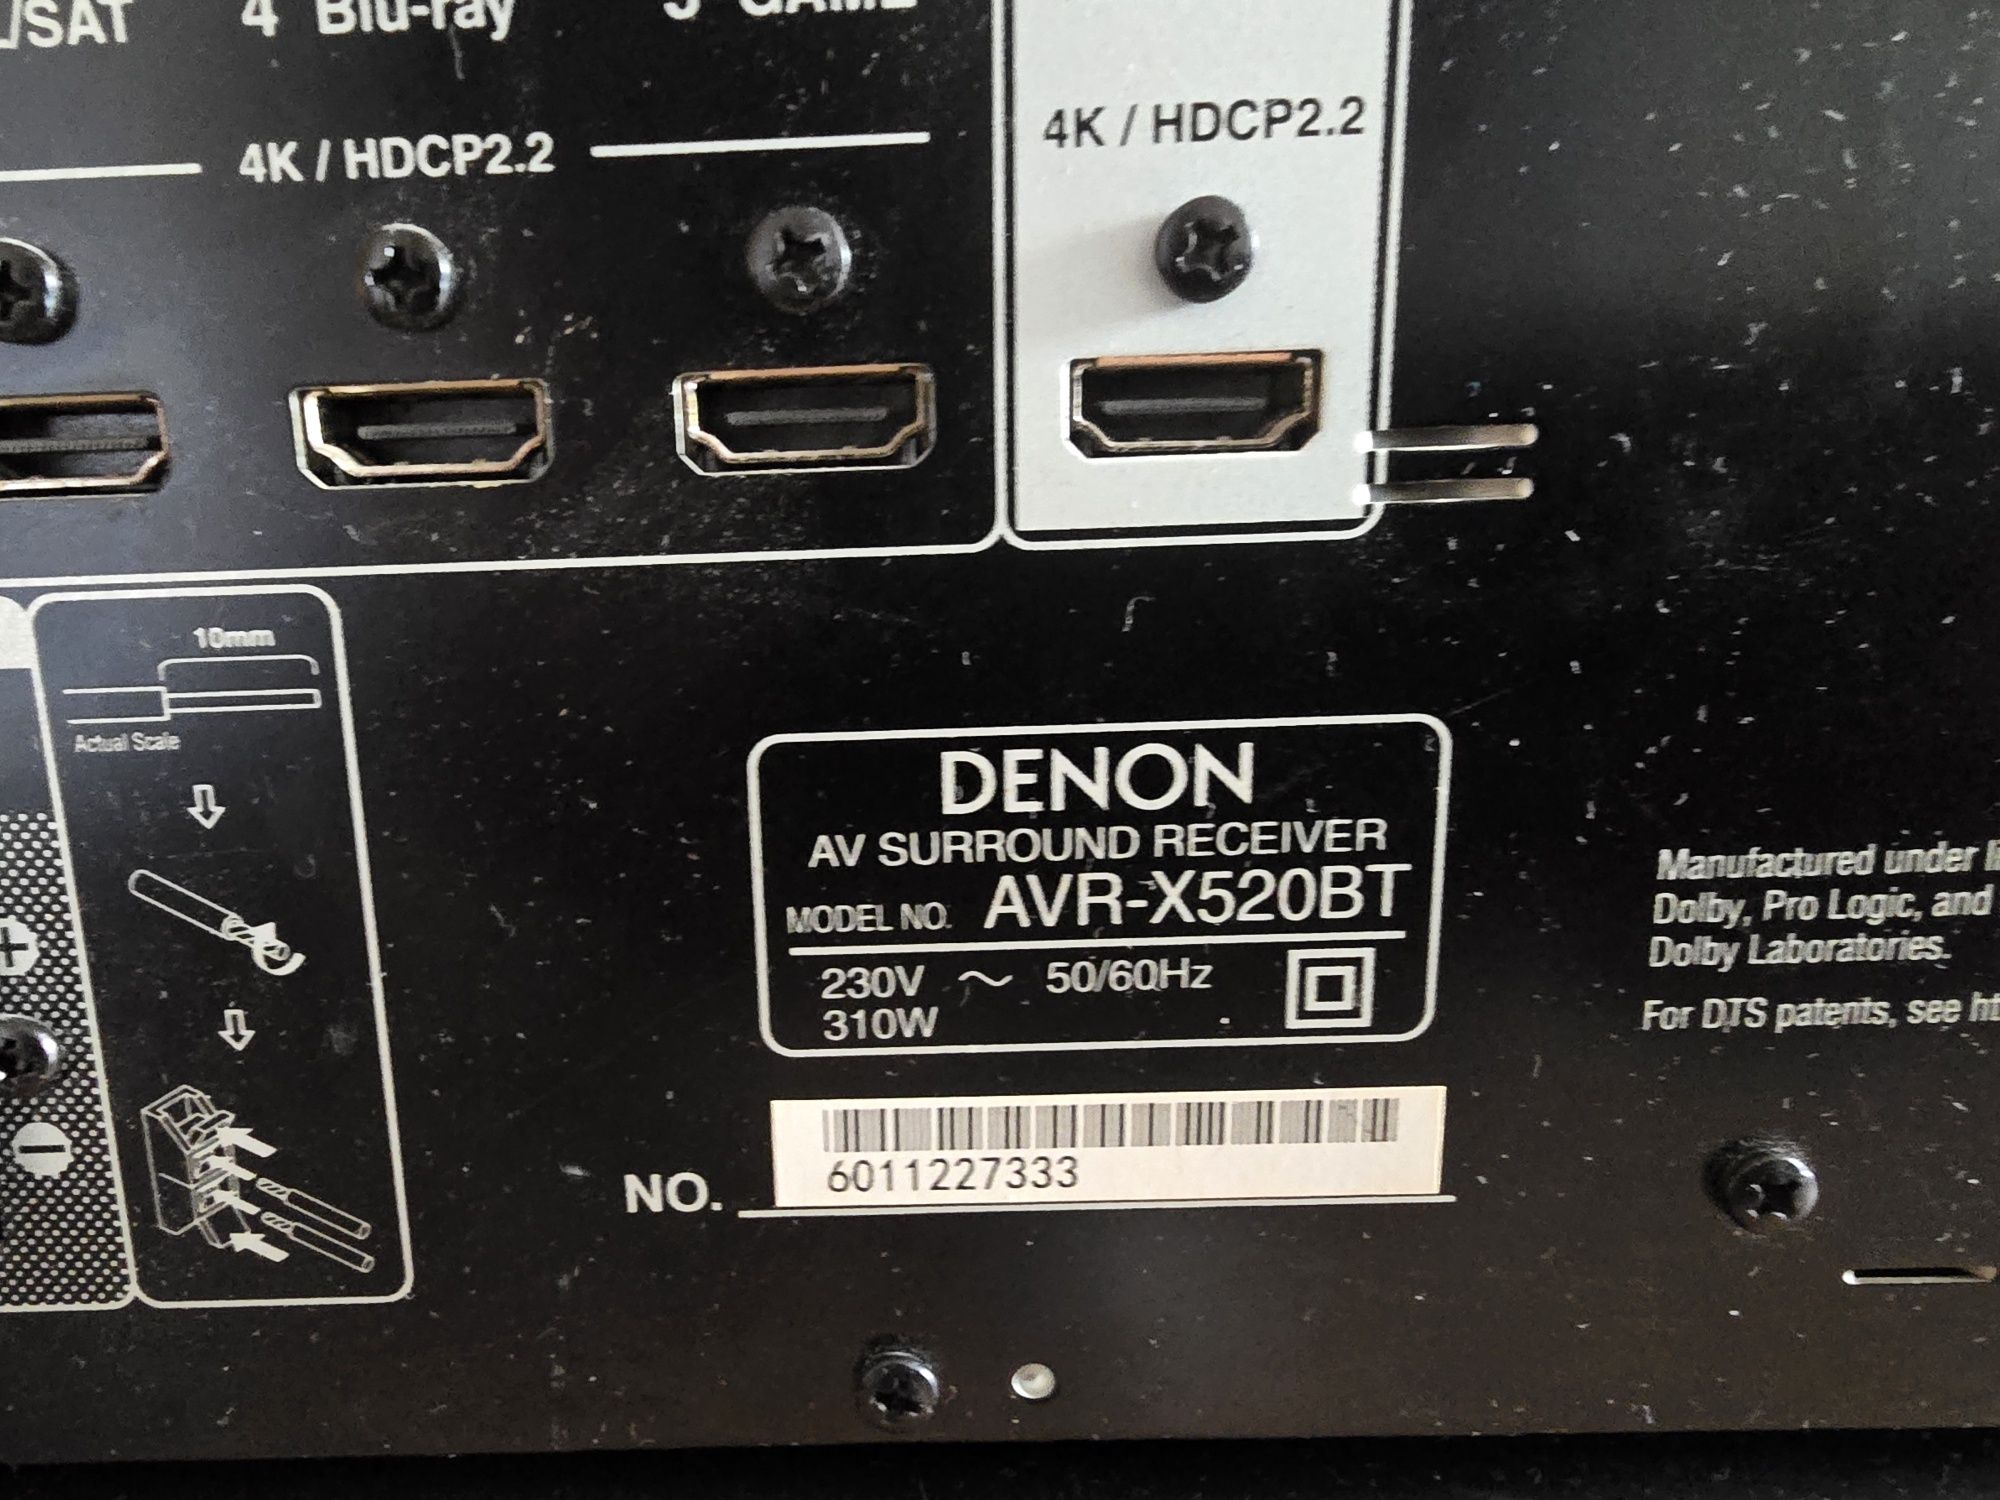 /SAT 4 Blu-ray 5 GAME
4K / HDCP2.2
4K / HDCP2.2
10mm
Actual Scale
DENON
AV SURROUND RECEIVER
MODEL NO. AVR-X520BT
230V ～ 50/60Hz
310W
NO. 6011227333
Manufactured under
Dolby, Pro Logic, and
Dolby Laboratories.
For DTS patents, see